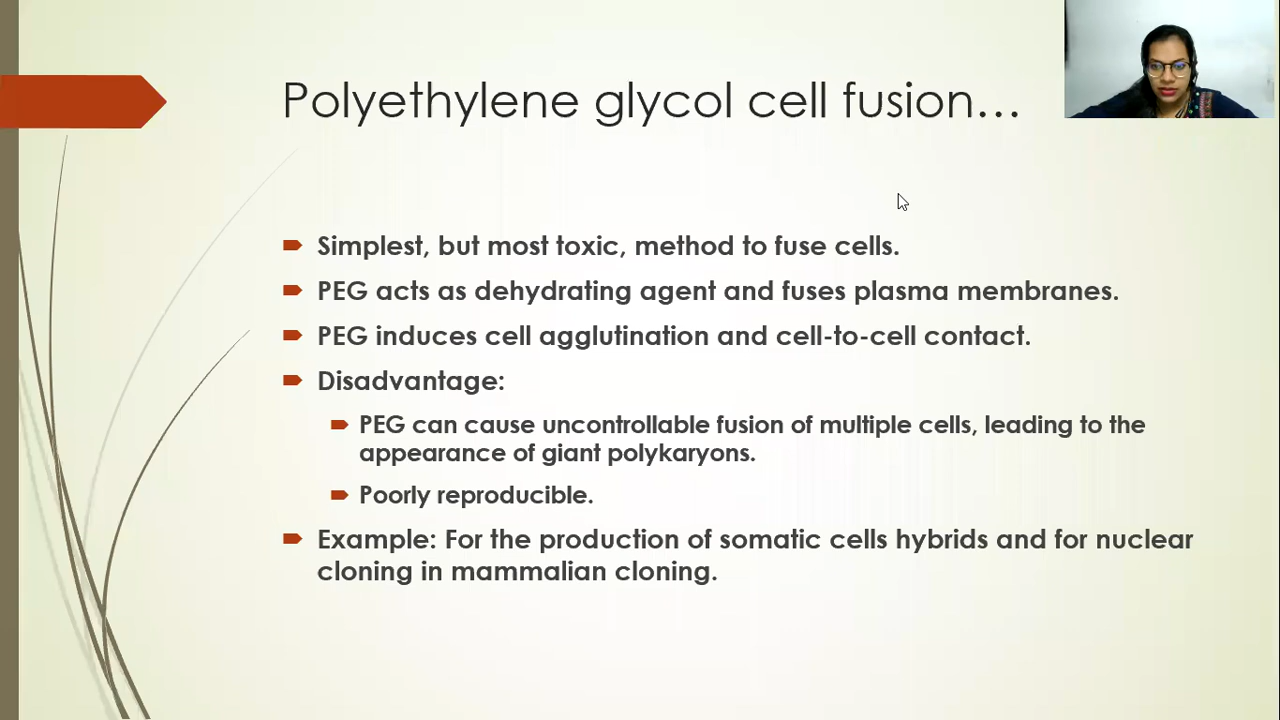 Polyethylene glycol cell fusion...
Simplest, but most toxic, method to fuse cells.
PEG acts as dehydrating agent and fuses plasma membranes.
PEG induces cell agglutination and cell-to-cell contact.
Disadvantage:
PEG can cause uncontrollable fusion of multiple cells, leading to the
appearance of giant polykaryons.
Poorly reproducible.
Example: For the production of somatic cells hybrids and for nuclear
cloning in mammalian cloning.